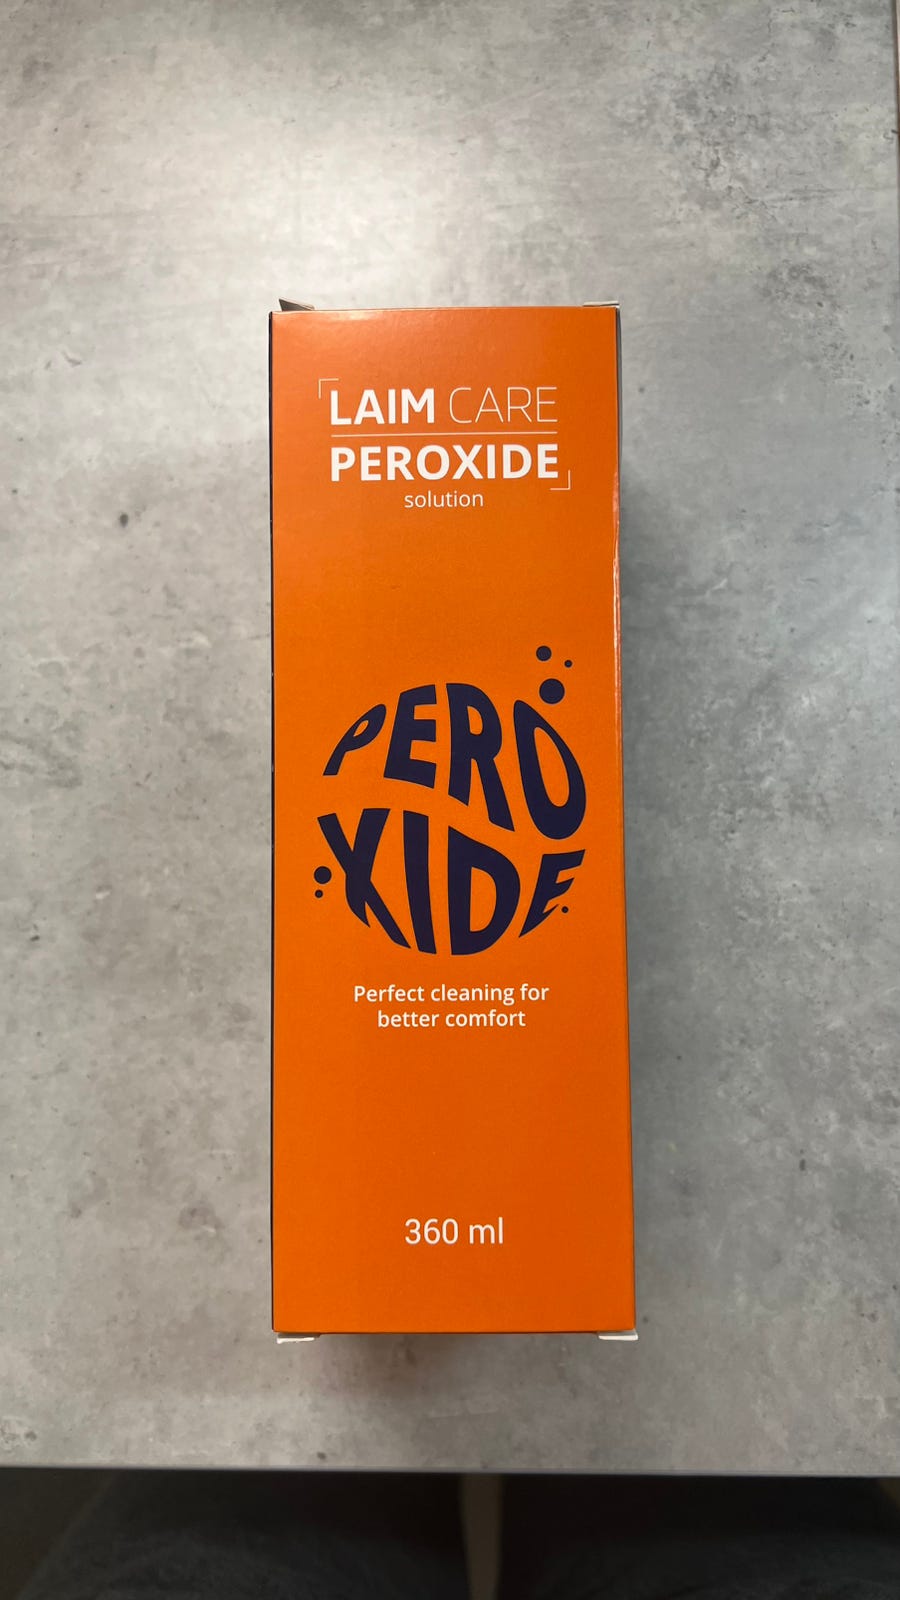 LAIM CARE
PEROXIDE
solution
PERO
XIDE
Perfect cleaning for
better comfort
360 ml